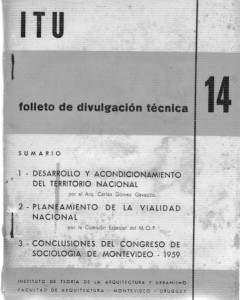 ITU
folleto de divulgación técnica
14
SUMARIO
1 - DESARROLLO Y ACONDICIONAMIENTO
DEL TERRITORIO NACIONAL
por el Arq. Carlos Gómez Gavazzo
2 - PLANEAMIENTO DE LA VIALIDAD
NACIONAL
por la Comisión Especial del M.O.P.
3 - CONCLUSIONES DEL CONGRESO DE
SOCIOLOGIA DE MONTEVIDEO - 1959
INSTITUTO DE TEORIA DE LA ARQUITECTURA Y URBANISMO
FACULTAD DE ARQUITECTURA - MONTEVIDEO - URUGUAY